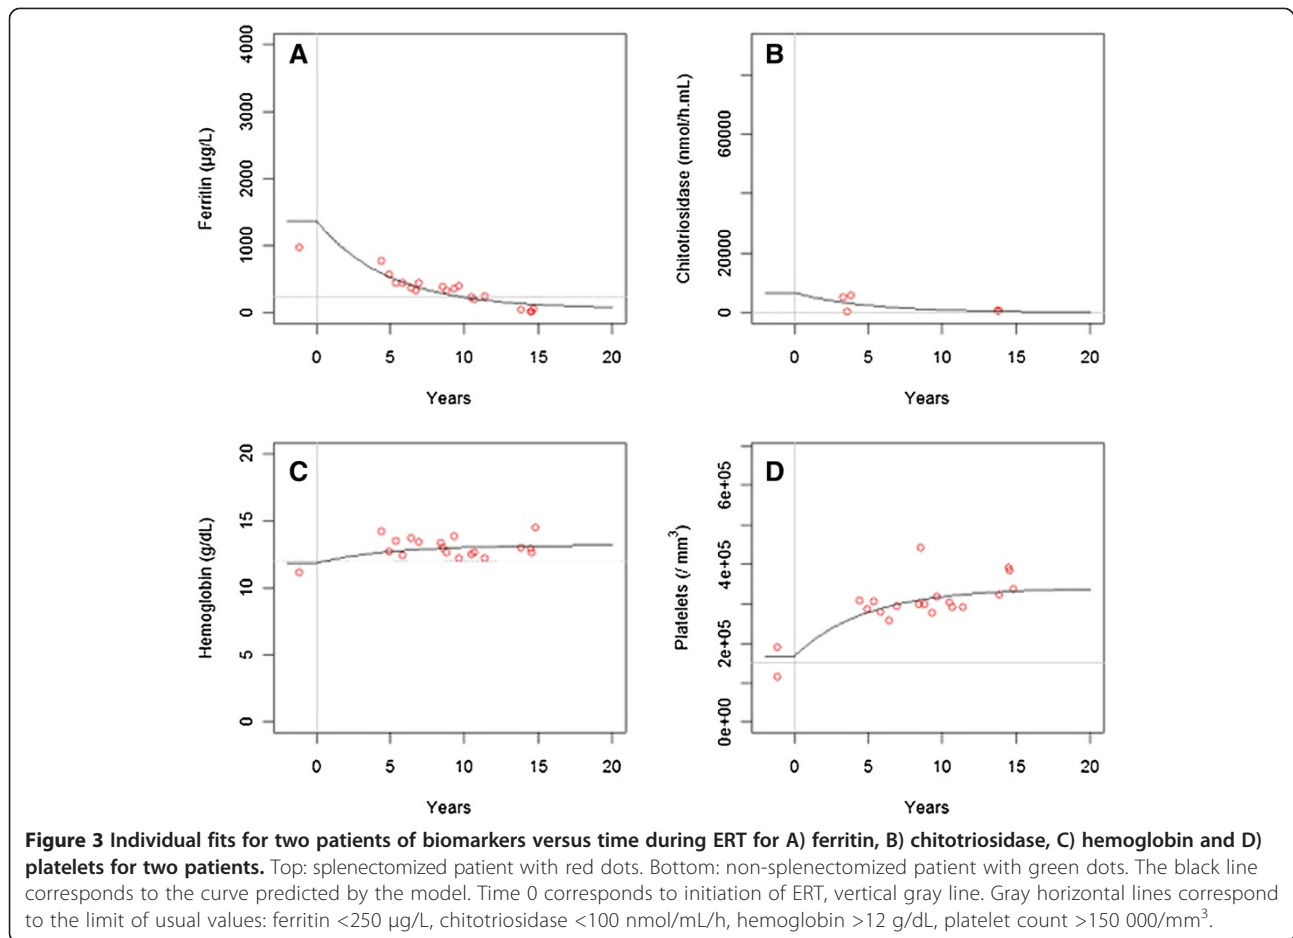 A
Ferritin (µg/L)
4000
3000
2000
1000
0
0 5 10 15 20
Years
B
Chitotriosidase (nmol/h.mL)
60000
20000
0
0 5 10 15 20
Years
C
Hemoglobin (g/dL)
20
15
10
5
0
0 5 10 15 20
Years
D
Platelets (/ mm³)
6e+05
4e+05
2e+05
0e+00
0 5 10 15 20
Years
Figure 3 Individual fits for two patients of biomarkers versus time during ERT for A) ferritin, B) chitotriosidase, C) hemoglobin and D)
platelets for two patients. Top: splenectomized patient with red dots. Bottom: non-splenectomized patient with green dots. The black line
corresponds to the curve predicted by the model. Time 0 corresponds to initiation of ERT, vertical gray line. Gray horizontal lines correspond
to the limit of usual values: ferritin <250 µg/L, chitotriosidase <100 nmol/mL/h, hemoglobin >12 g/dL, platelet count >150 000/mm³.